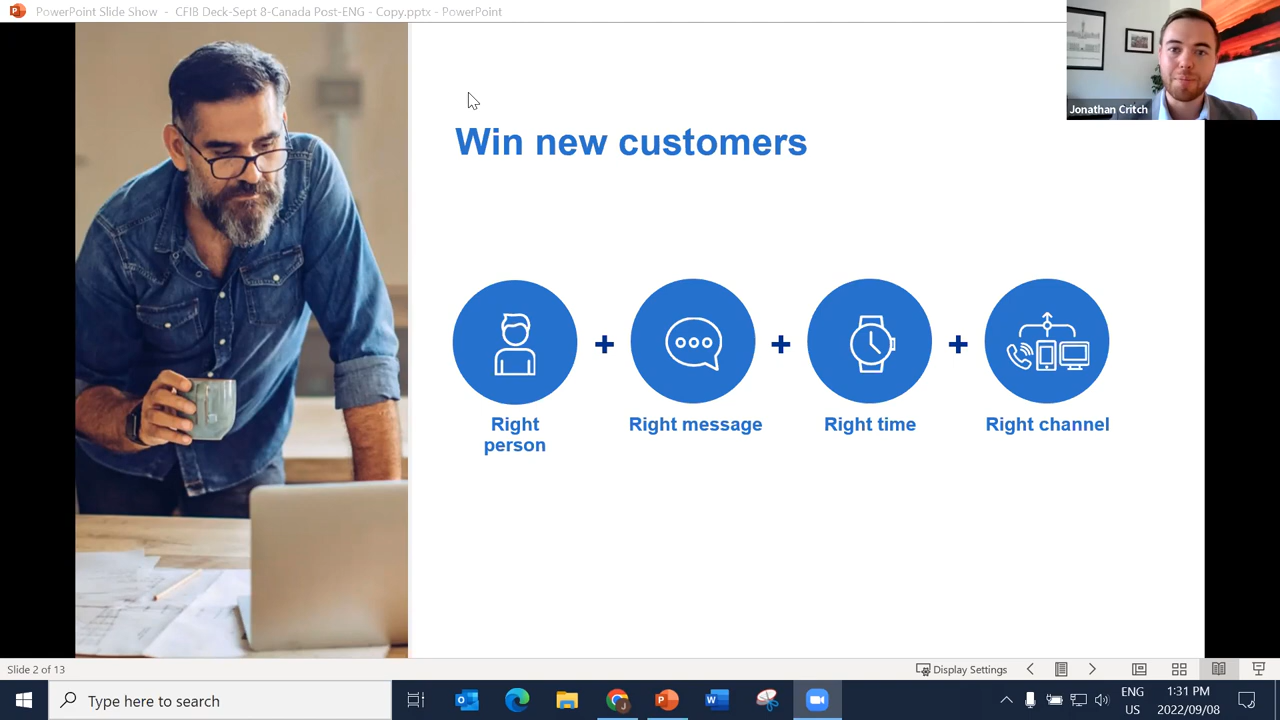 PowerPoint Slide Show - CFIB Deck-Sept 8-Canada Post-ENG - Copy.pptx - PowerPoint
Jonathan Critch
Win new customers
+ + +
Right person
Right message
Right time
Right channel
Slide 2 of 13
Display Settings
Type here to search
ENG
US
1:31 PM
2022/09/08